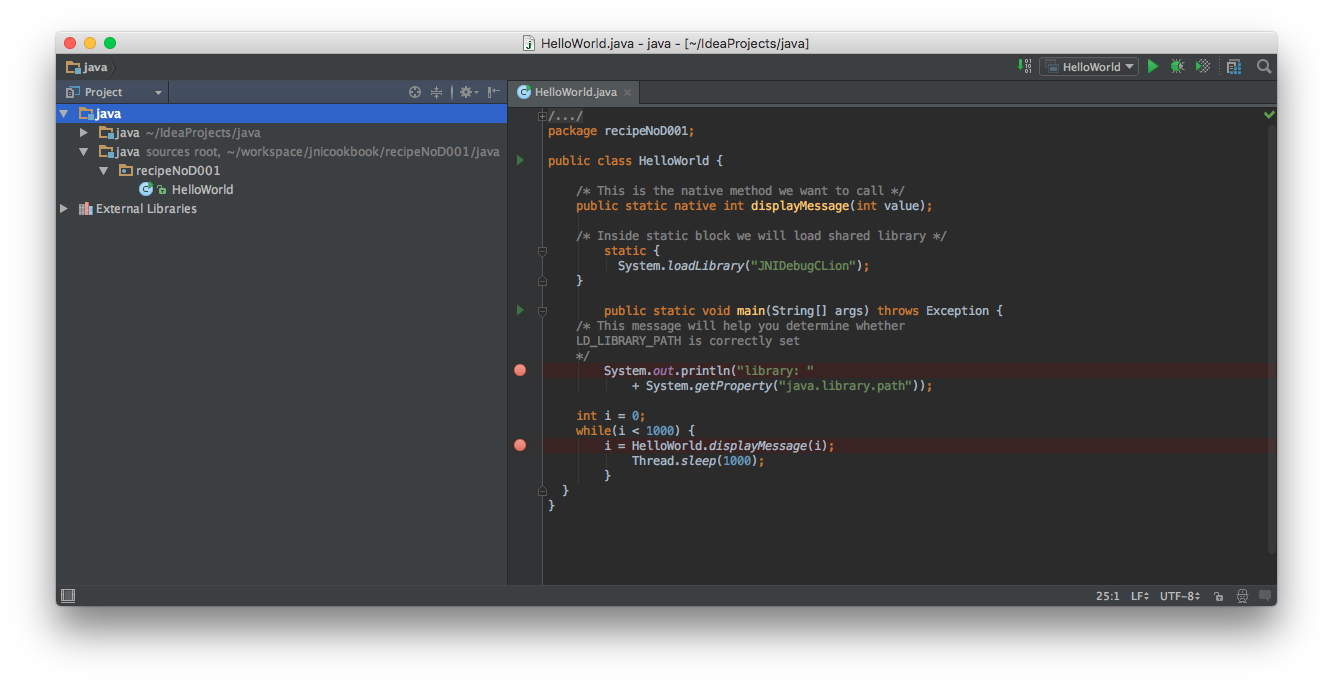 HelloWorld.java - java - [~/IdeaProjects/java]
java
HelloWorld
Project
HelloWorld.java
java
java ~/IdeaProjects/java
java sources root, ~/workspace/jnicookbook/recipeNoD001/java
recipeNoD001
HelloWorld
External Libraries
/.../
package recipeNoD001;
public class HelloWorld {
/* This is the native method we want to call */
public static native int displayMessage(int value);
/* Inside static block we will load shared library */
static {
System.loadLibrary("JNIDebugCLion");
}
public static void main(String[] args) throws Exception {
/* This message will help you determine whether
LD_LIBRARY_PATH is correctly set
*/
System.out.println("library: "
+ System.getProperty("java.library.path"));
int i = 0;
while(i < 1000) {
i = HelloWorld.displayMessage(i);
Thread.sleep(1000);
}
}
}
25:1 LF UTF-8